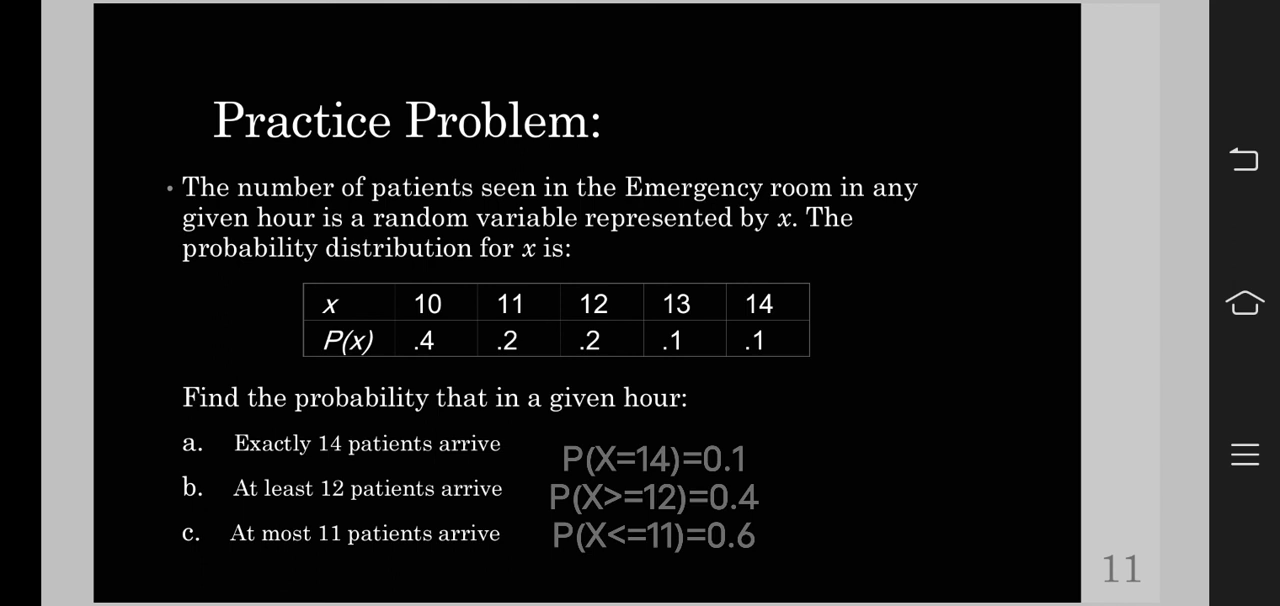 Practice Problem:
• The number of patients seen in the Emergency room in any
given hour is a random variable represented by x. The
probability distribution for x is:
x 10 11 12 13 14
P(x) .4 .2 .2 .1 .1
Find the probability that in a given hour:
a. Exactly 14 patients arrive P(X=14)=0.1
b. At least 12 patients arrive P(X>=12)=0.4
c. At most 11 patients arrive P(X<=11)=0.6
11